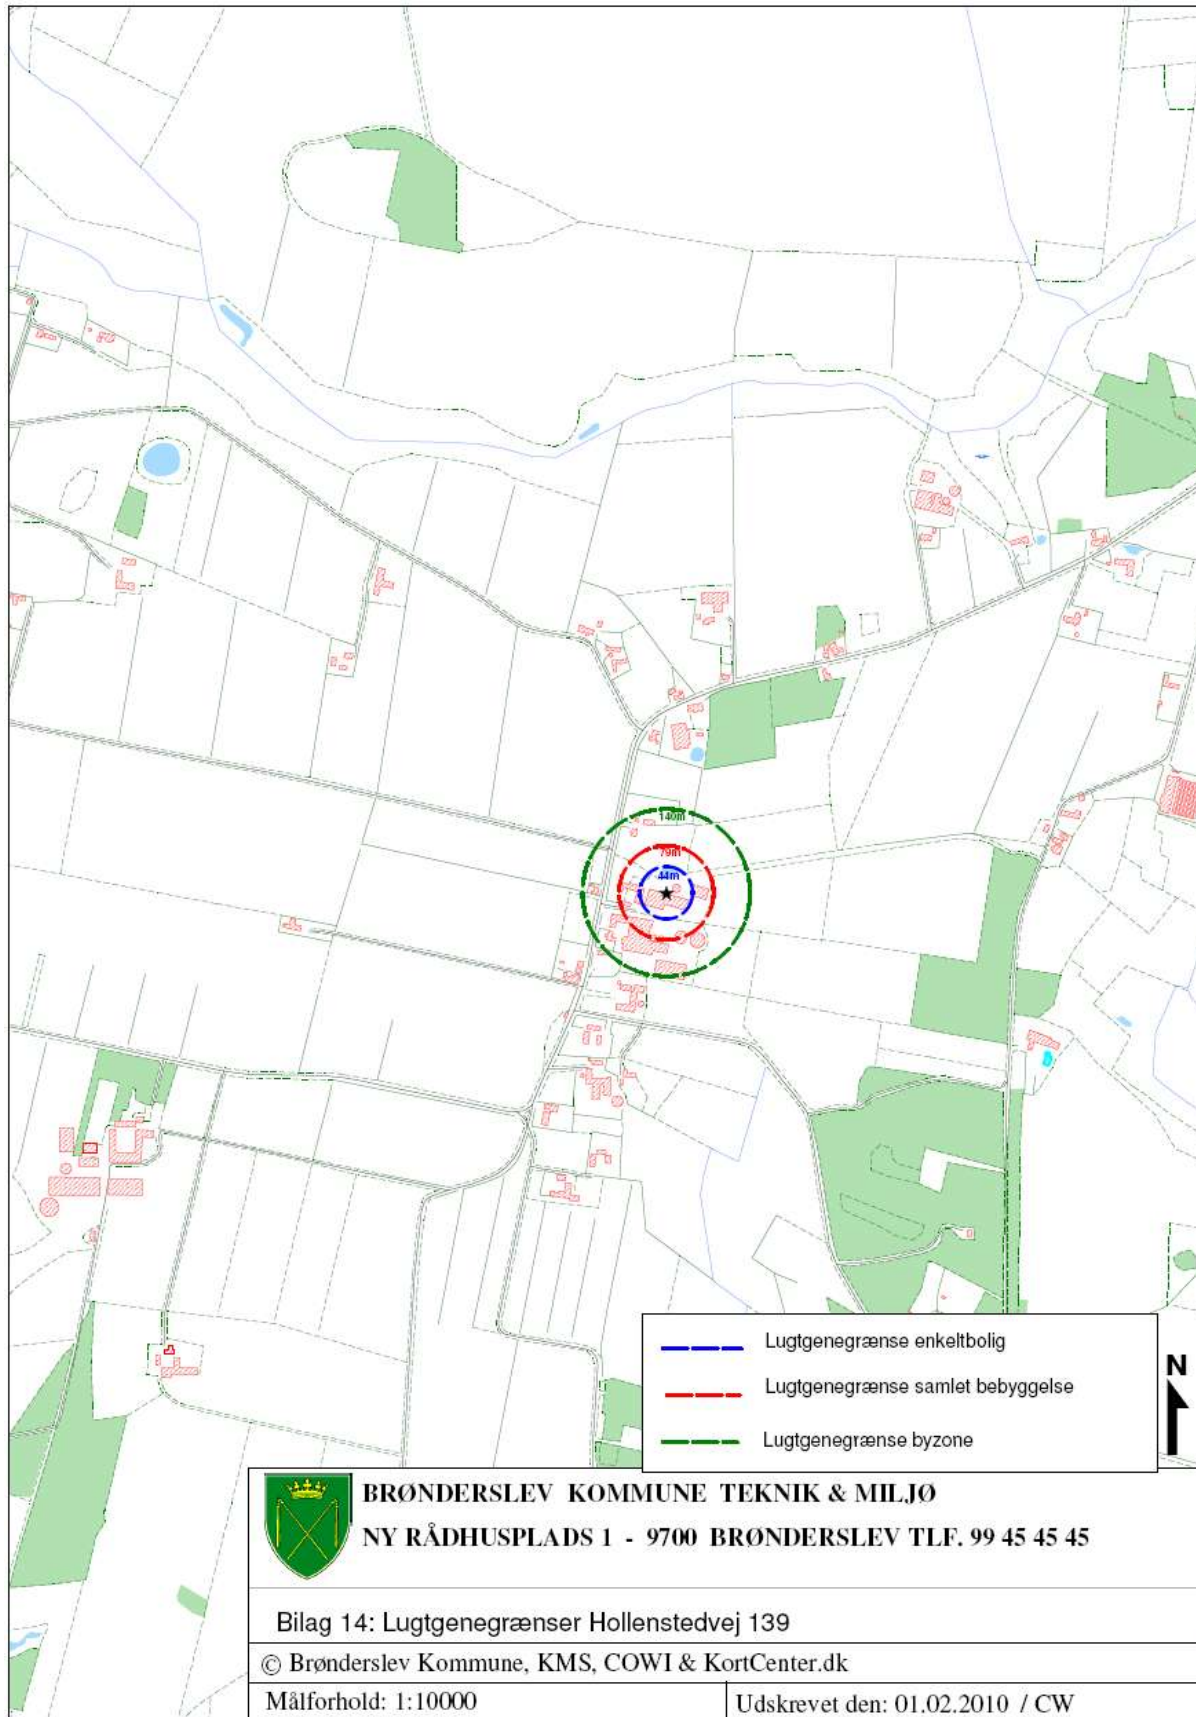 140m
79m
44m
Lugtgenegrænse enkeltbolig
Lugtgenegrænse samlet bebyggelse
Lugtgenegrænse byzone
N
BRØNDERSLEV KOMMUNE TEKNIK & MILJØ
NY RÅDHUSPLADS 1 - 9700 BRØNDERSLEV TLF. 99 45 45 45
Bilag 14: Lugtgenegrænser Hollenstedvej 139
© Brønderslev Kommune, KMS, COWI & KortCenter.dk
Målforhold: 1:10000
Udskrevet den: 01.02.2010 / CW